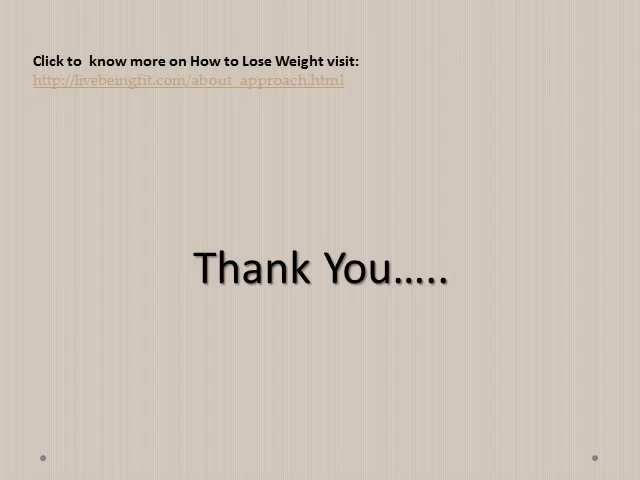 Click to  know more on How to Lose Weight visit:
http://livebeingfit.com/about_approach.html
Thank You…..